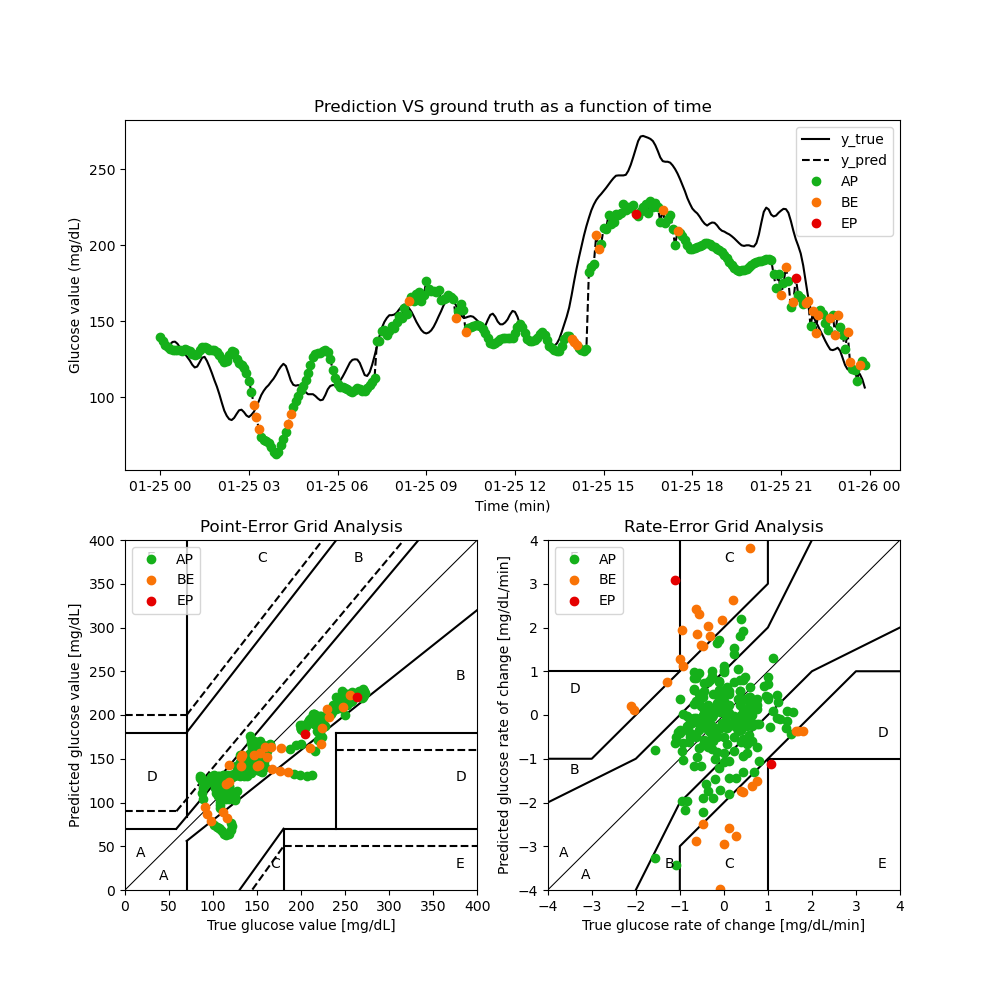 Prediction VS ground truth as a function of time
Glucose value (mg/dL)
250
200
150
100
y_true
y_pred
AP
BE
EP
01-25 00 01-25 03 01-25 06 01-25 09 01-25 12 01-25 15 01-25 18 01-25 21 01-26 00
Time (min)
Point-Error Grid Analysis
Predicted glucose value [mg/dL]
400
350
300
250
200
150
100
50
0
AP
BE
EP
C B
B
D D
A
A
C E
0 50 100 150 200 250 300 350 400
True glucose value [mg/dL]
Rate-Error Grid Analysis
Predicted glucose rate of change [mg/dL/min]
4
3
2
1
0
−1
−2
−3
−4
AP
BE
EP
C
D
D
B
A
A
B C E
−4 −3 −2 −1 0 1 2 3 4
True glucose rate of change [mg/dL/min]